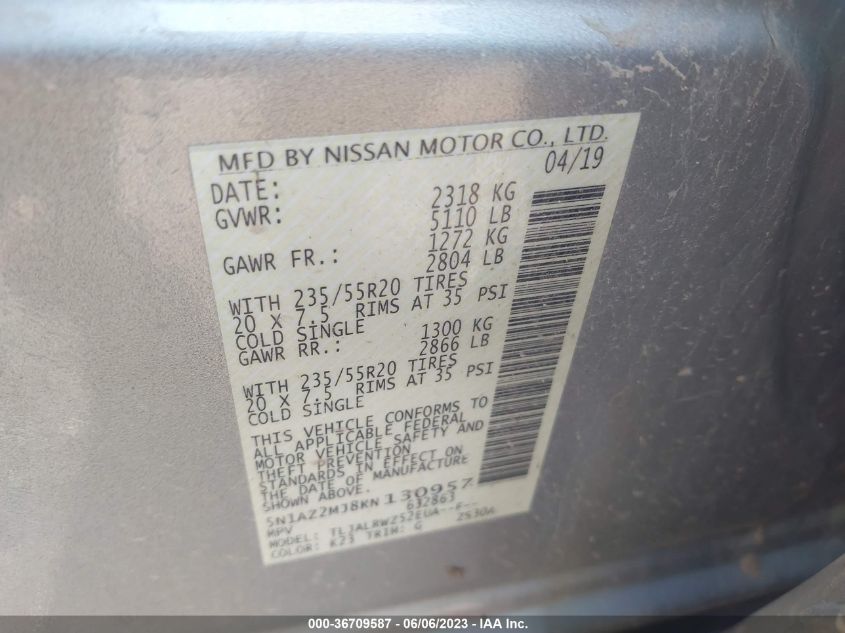 MFD BY NISSAN MOTOR CO., LTD.
DATE: 04/19
GVWR: 2318 KG
5110 LB
GAWR FR.: 1272 KG
2804 LB
WITH 235/55R20 TIRES
20 X 7.5 RIMS AT 35 PSI
COLD SINGLE
GAWR RR.: 1300 KG
2866 LB
WITH 235/55R20 TIRES
20 X 7.5 RIMS AT 35 PSI
COLD SINGLE
THIS VEHICLE CONFORMS TO
ALL APPLICABLE FEDERAL
MOTOR VEHICLE SAFETY AND
THEFT PREVENTION
STANDARDS IN EFFECT ON
THE DATE OF MANUFACTURE
SHOWN ABOVE.
5N1AZ2MJ8KN130957
MPV 632863
MODEL: ZS30A
COLOR: K23 TRIM: G
000-36709587 - 06/06/2023 - IAA Inc.